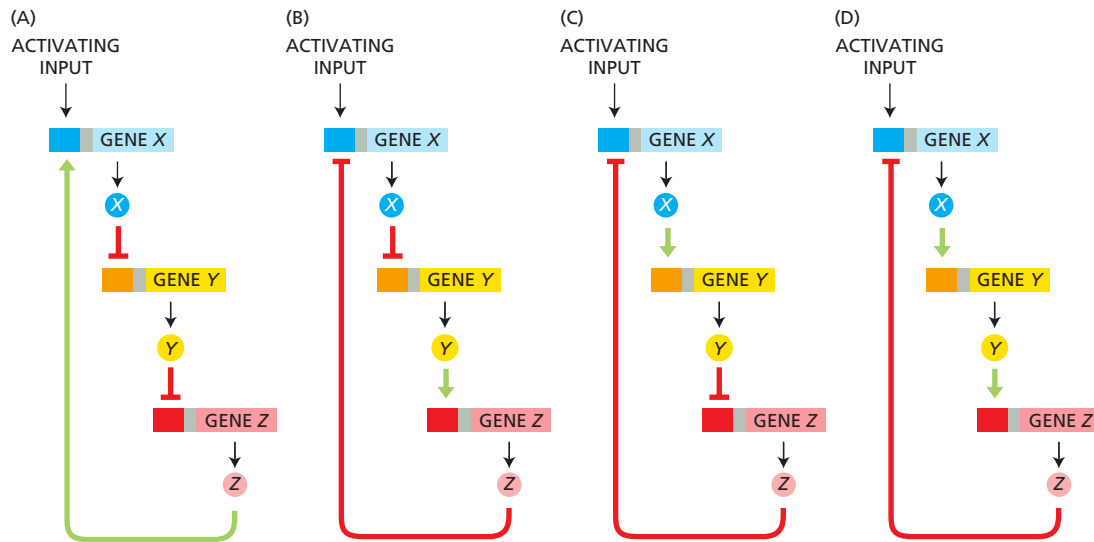 (A)
ACTIVATING
INPUT
GENE X
X
GENE Y
Y
GENE Z
Z
(B)
ACTIVATING
INPUT
GENE X
X
GENE Y
Y
GENE Z
Z
(C)
ACTIVATING
INPUT
GENE X
X
GENE Y
Y
GENE Z
Z
(D)
ACTIVATING
INPUT
GENE X
X
GENE Y
Y
GENE Z
Z